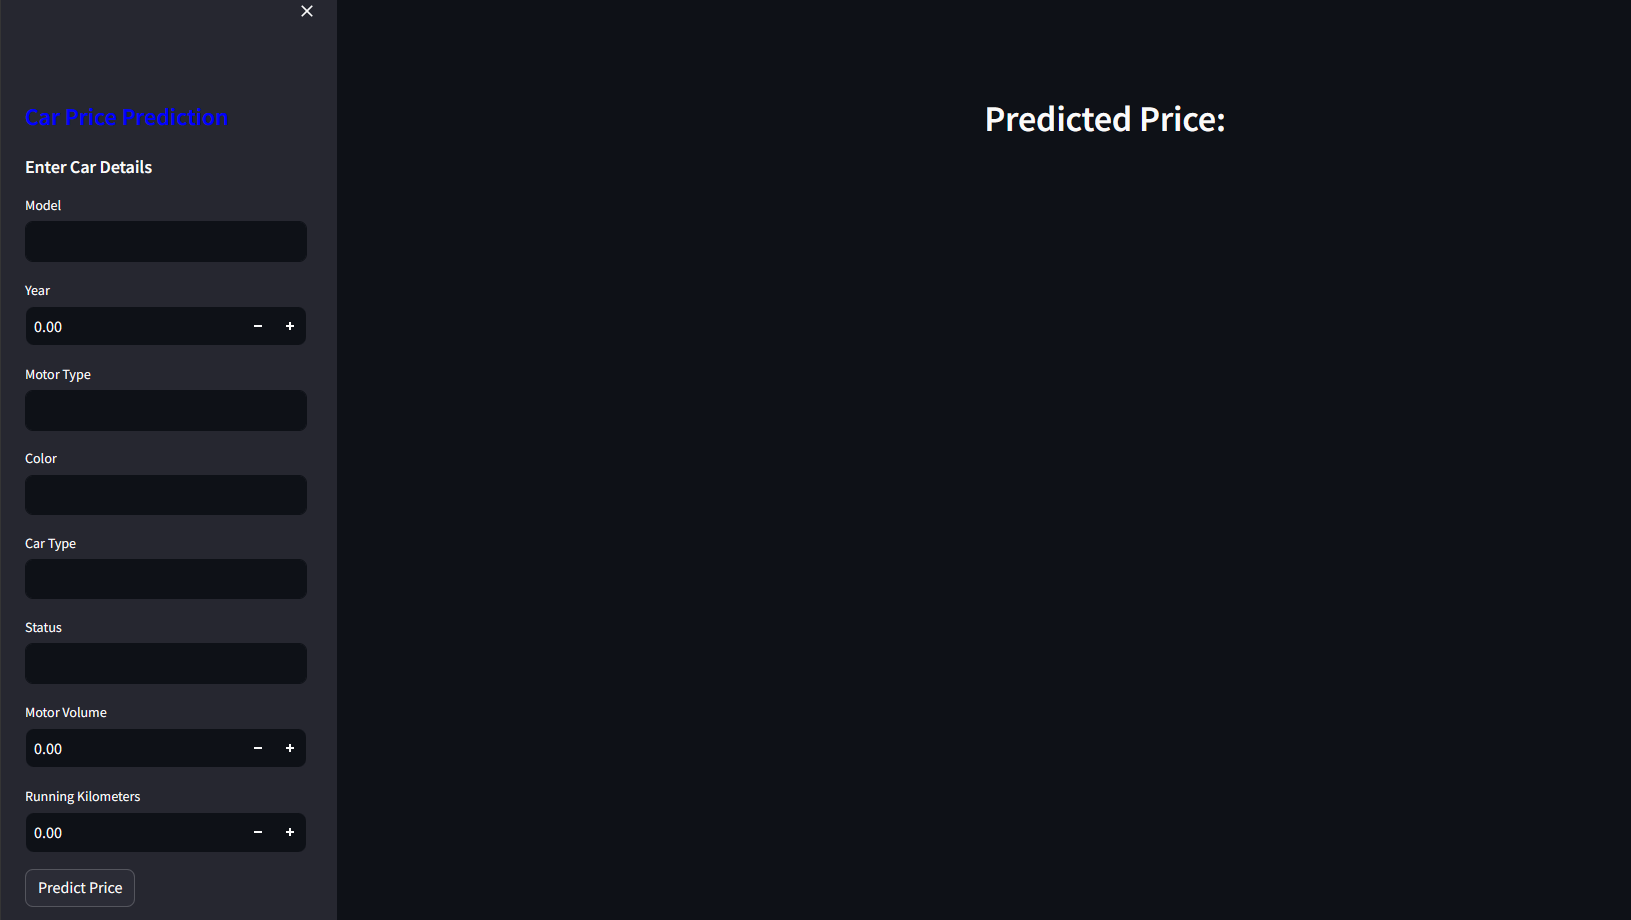 Car Price Prediction
Enter Car Details
Model
Year
0.00
Motor Type
Color
Car Type
Status
Motor Volume
0.00
Running Kilometers
0.00
Predict Price
Predicted Price: